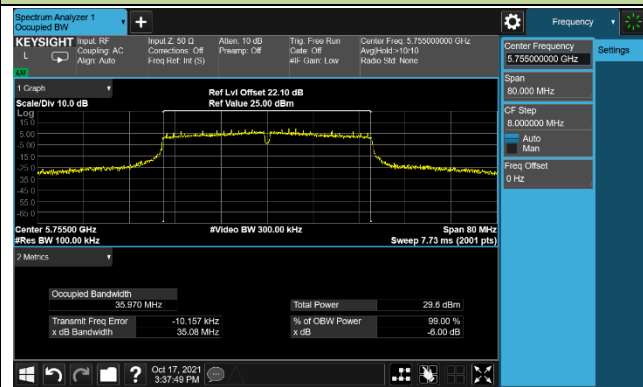 Spectrum Analyzer 1
Occupied BW
Frequency
KEYSIGHT
L
LM
Input: RF
Coupling: AC
Align: Auto
Input Z: 50 Ω
Corrections: Off
Freq Ref: Int (S)
Atten: 10 dB
Preamp: Off
Trig: Free Run
Gate: Off
#IF Gain: Low
Center Freq: 5.755000000 GHz
Avg|Hold:>10/10
Radio Std: None
Center Frequency
5.755000000 GHz
Settings
Span
80.000 MHz
CF Step
8.000000 MHz
Auto
Man
Freq Offset
0 Hz
1 Graph
Scale/Div 10.0 dB
Ref Lvl Offset 22.10 dB
Ref Value 25.00 dBm
Log
15.0
5.00
-5.00
-15.0
-25.0
-35.0
-45.0
-55.0
-65.0
Center 5.75500 GHz
#Res BW 100.00 kHz
#Video BW 300.00 kHz
Span 80 MHz
Sweep 7.73 ms (2001 pts)
2 Metrics
Occupied Bandwidth
35.970 MHz
Total Power 29.6 dBm
Transmit Freq Error -10.157 kHz
% of OBW Power 99.00 %
x dB Bandwidth 35.08 MHz
x dB -6.00 dB
?
Oct 17, 2021
3:37:49 PM